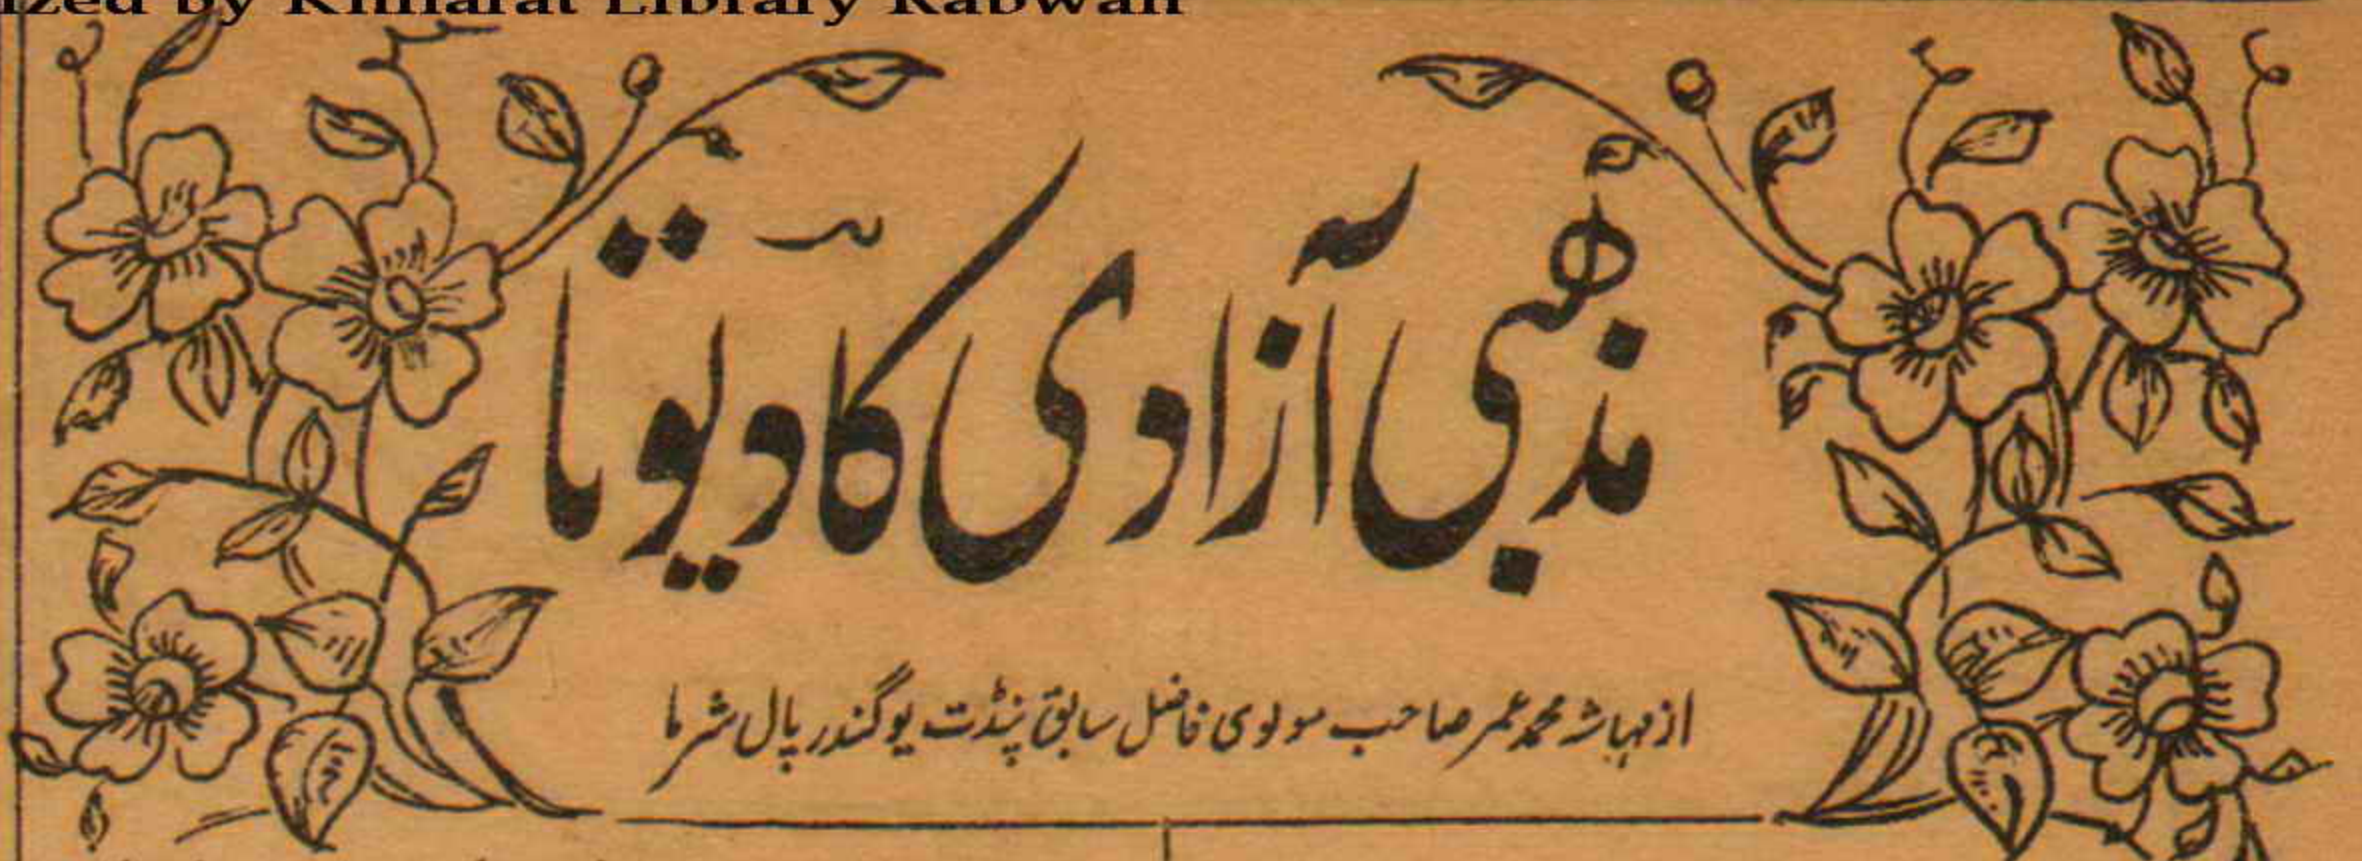 ized by Khilafat Library Rabwah
مذہبی آزادی کا دیوتا
از مہاشہ محمد عمر صاحب مولوی فاضل سابق پنڈت یوگندر پال شرما